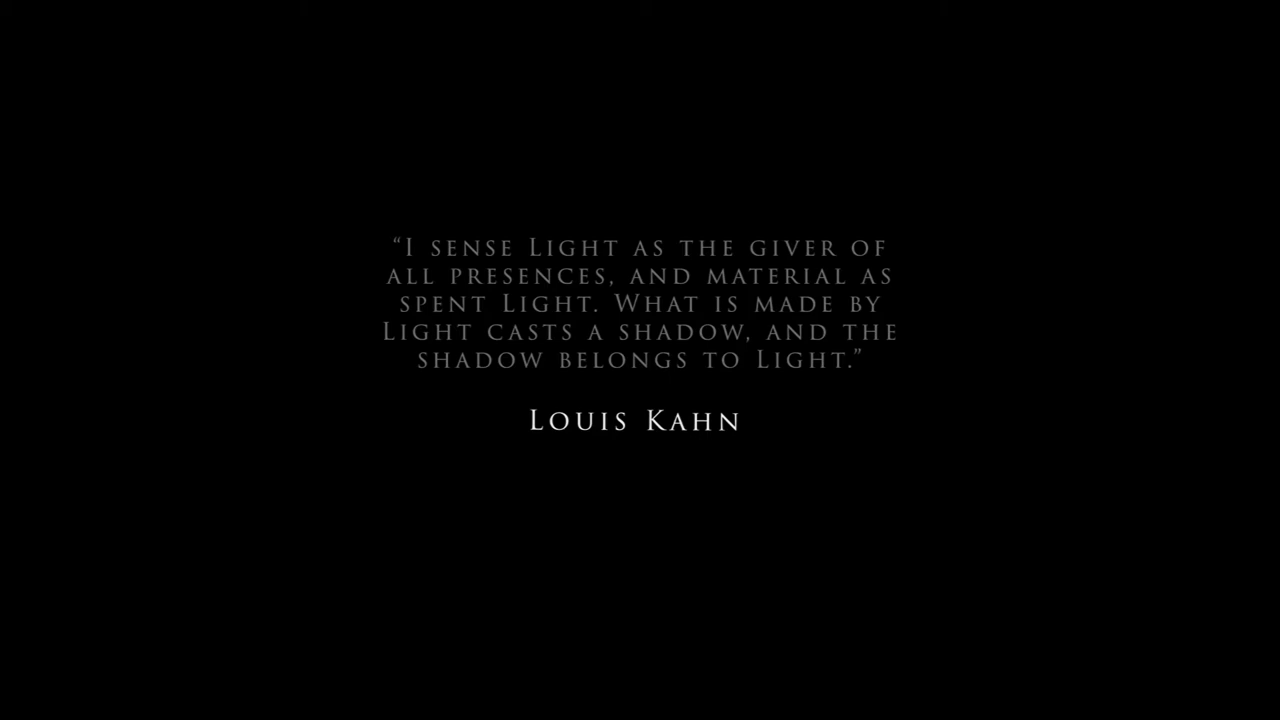 “I sense Light as the giver of
all presences, and material as
spent Light. What is made by
Light casts a shadow, and the
shadow belongs to Light.”
Louis Kahn